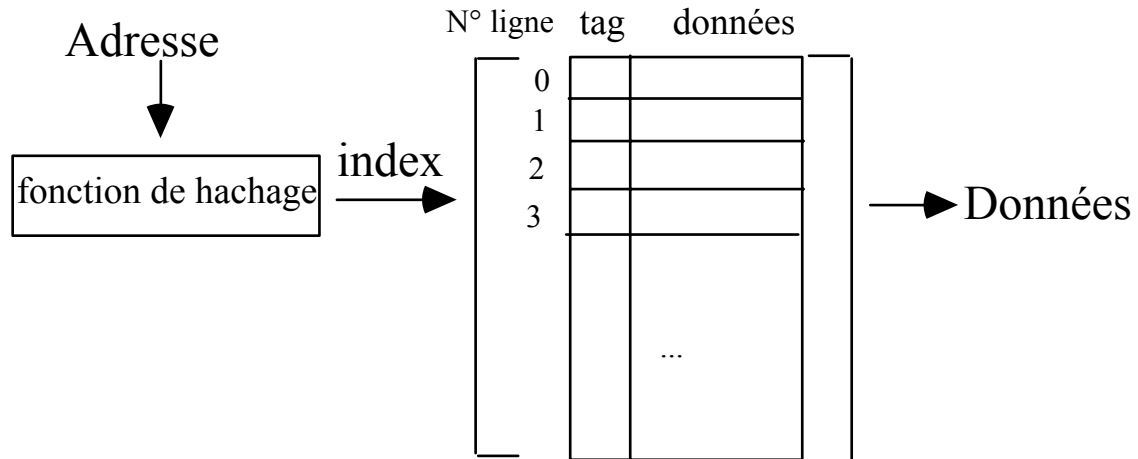 N° ligne tag données
Adresse
0
1
fonction de hachage index 2
3 Données
...